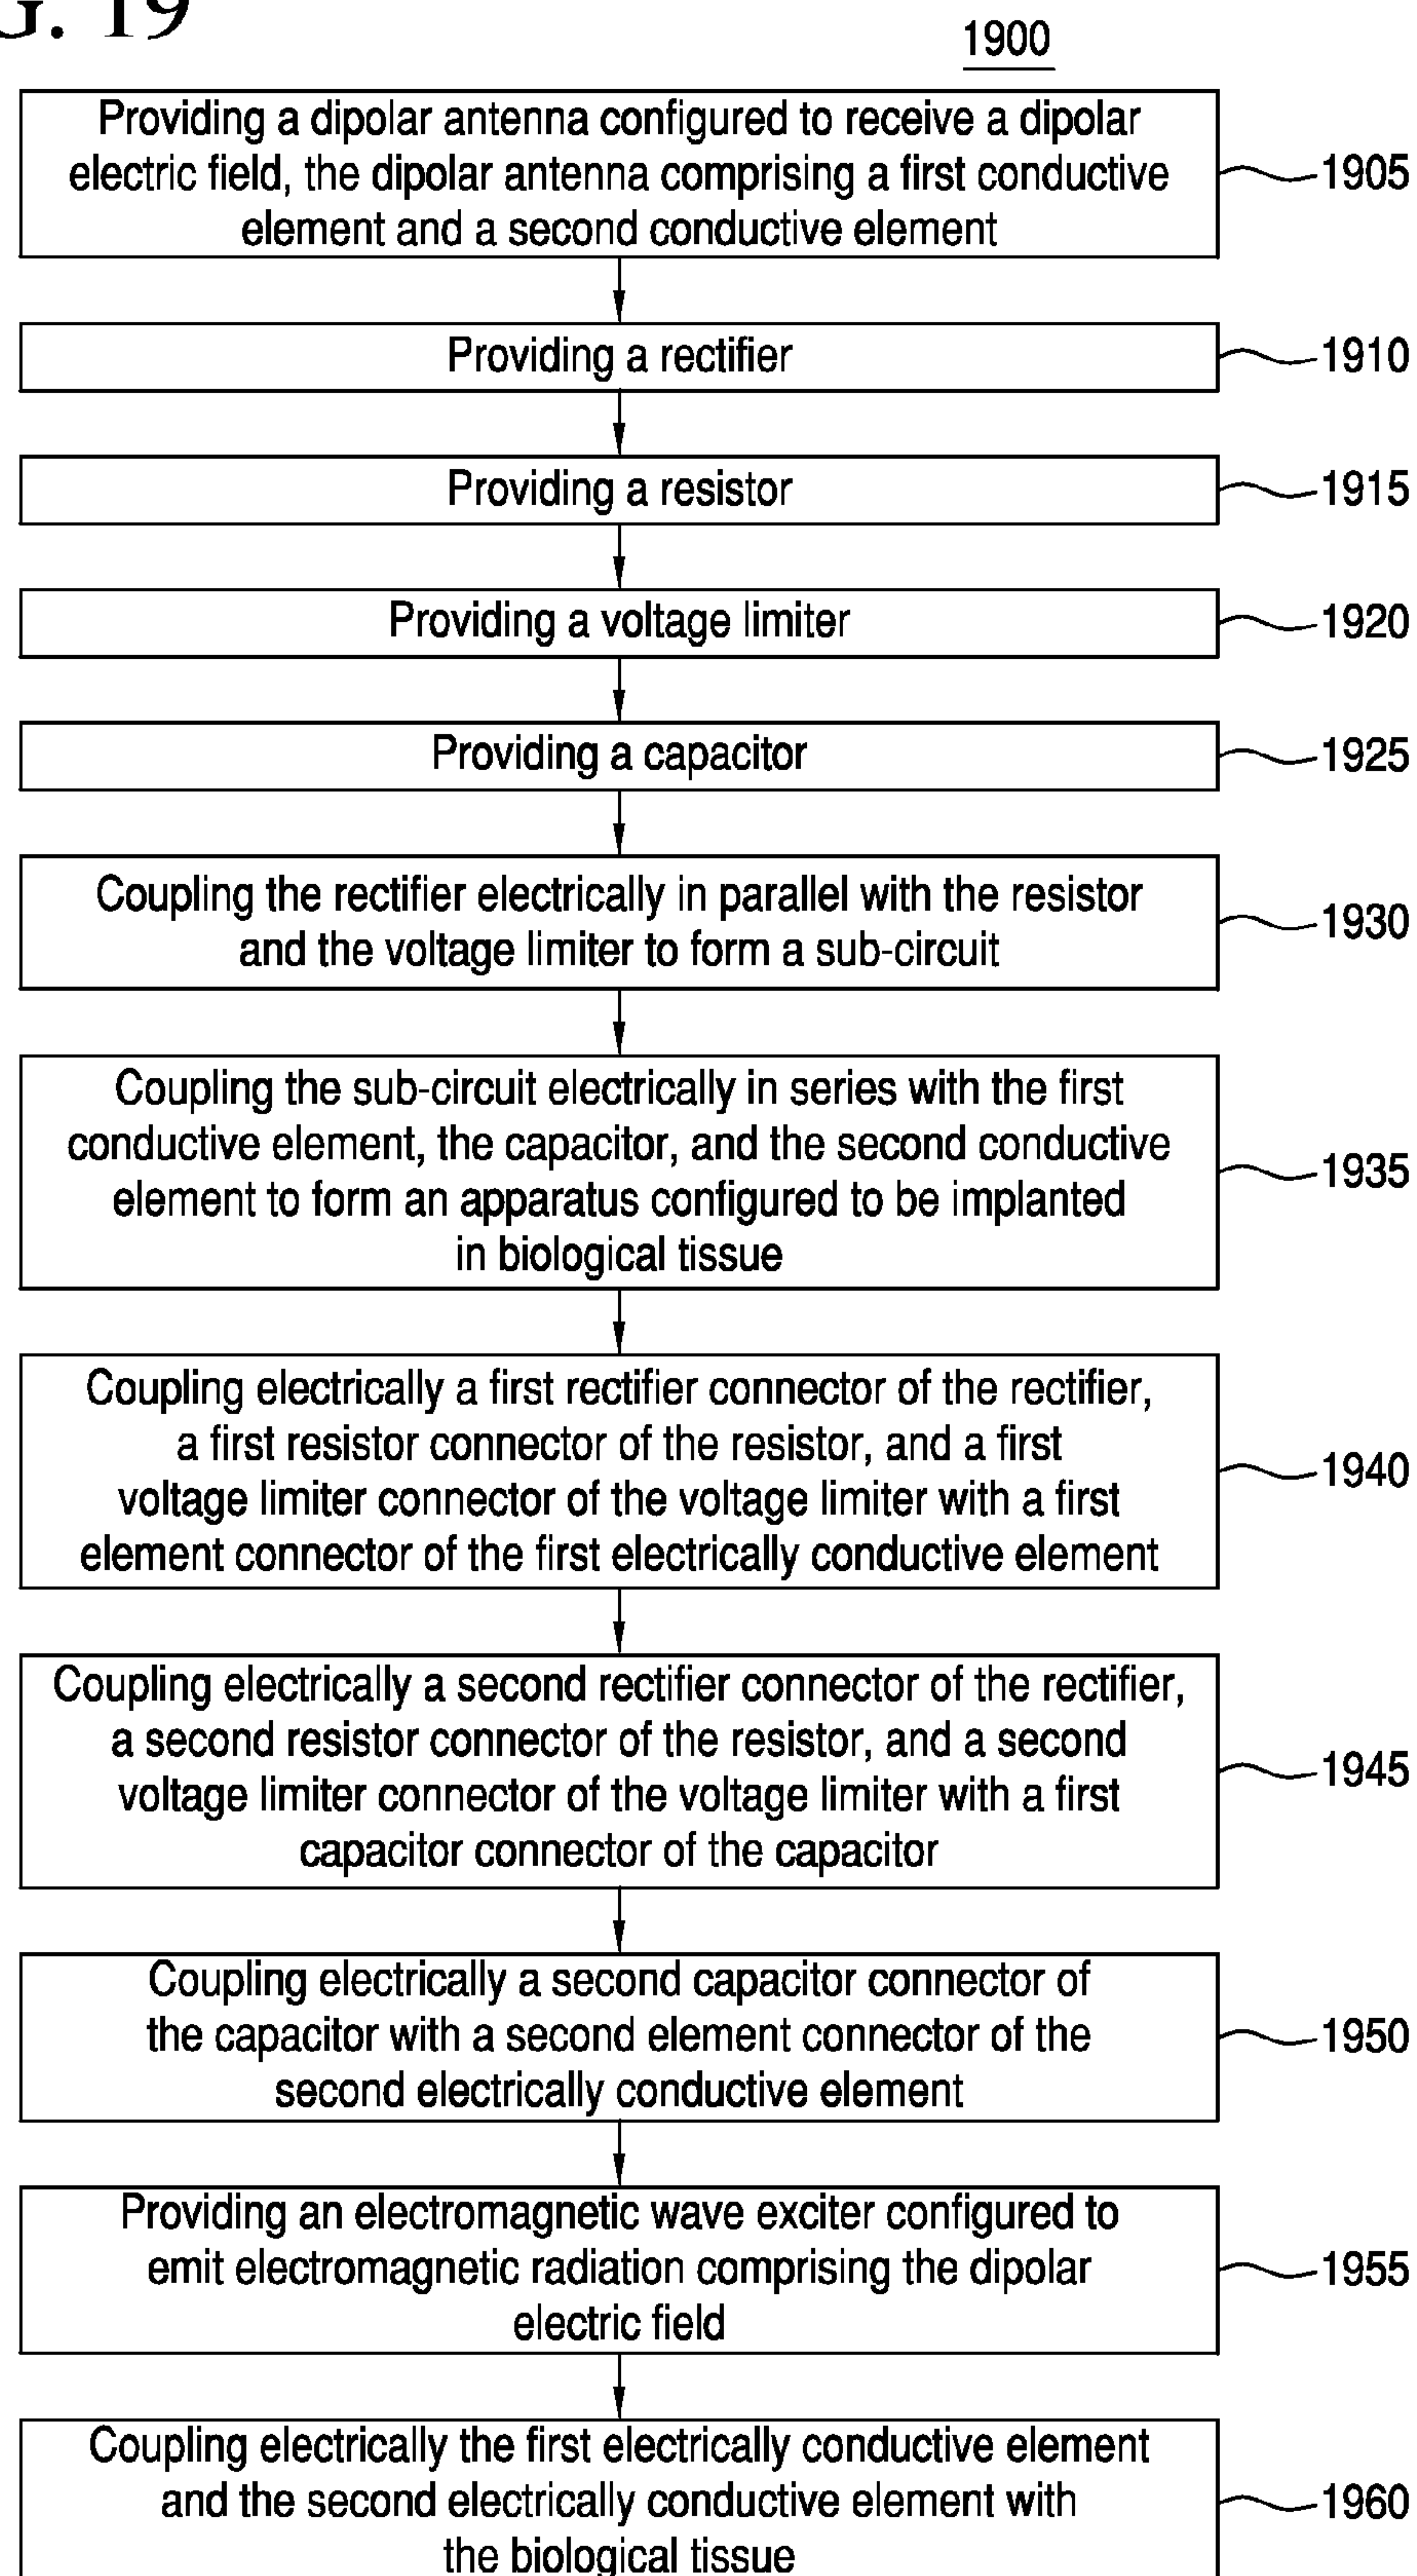 G. 19
1900
Providing a dipolar antenna configured to receive a dipolar
electric field, the dipolar antenna comprising a first conductive
element and a second conductive element
1905
Providing a rectifier
1910
Providing a resistor
1915
Providing a voltage limiter
1920
Providing a capacitor
1925
Coupling the rectifier electrically in parallel with the resistor
and the voltage limiter to form a sub-circuit
1930
Coupling the sub-circuit electrically in series with the first
conductive element, the capacitor, and the second conductive
element to form an apparatus configured to be implanted
in biological tissue
1935
Coupling electrically a first rectifier connector of the rectifier,
a first resistor connector of the resistor, and a first
voltage limiter connector of the voltage limiter with a first
element connector of the first electrically conductive element
1940
Coupling electrically a second rectifier connector of the rectifier,
a second resistor connector of the resistor, and a second
voltage limiter connector of the voltage limiter with a first
capacitor connector of the capacitor
1945
Coupling electrically a second capacitor connector of
the capacitor with a second element connector of the
second electrically conductive element
1950
Providing an electromagnetic wave exciter configured to
emit electromagnetic radiation comprising the dipolar
electric field
1955
Coupling electrically the first electrically conductive element
and the second electrically conductive element with
the biological tissue
1960